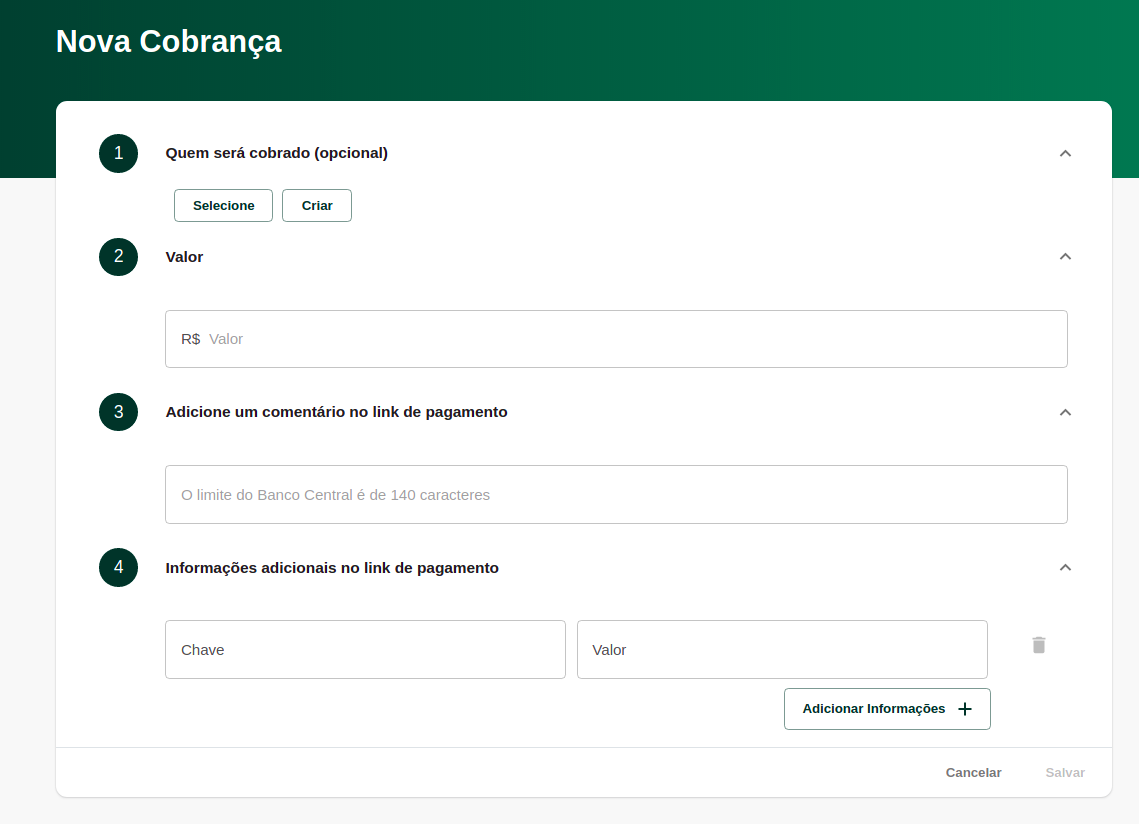 Nova Cobrança
1 Quem será cobrado (opcional)
Selecione Criar
2 Valor
R$ Valor
3 Adicione um comentário no link de pagamento
O limite do Banco Central é de 140 caracteres
4 Informações adicionais no link de pagamento
Chave Valor
Adicionar Informações
Cancelar Salvar